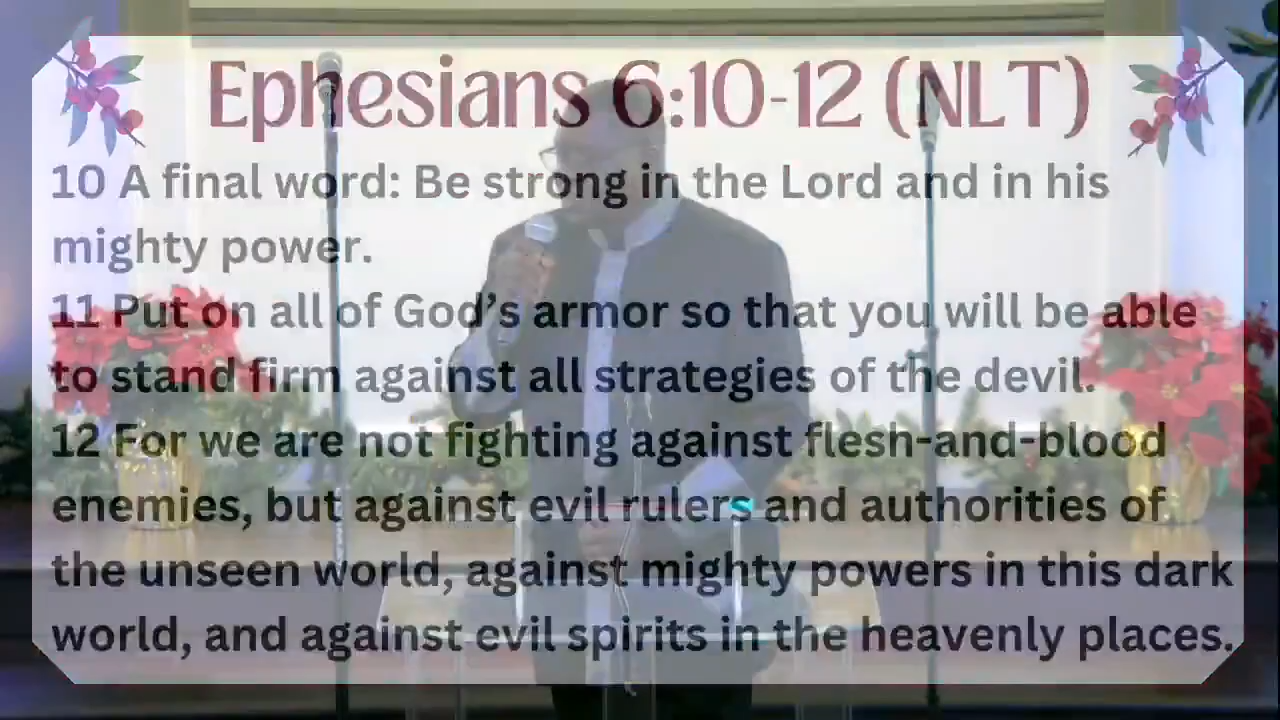 Ephesians 6:10-12 (NLT)
10 A final word: Be strong in the Lord and in his
mighty power.
11 Put on all of God’s armor so that you will be able
to stand firm against all strategies of the devil.
12 For we are not fighting against flesh-and-blood
enemies, but against evil rulers and authorities of
the unseen world, against mighty powers in this dark
world, and against evil spirits in the heavenly places.